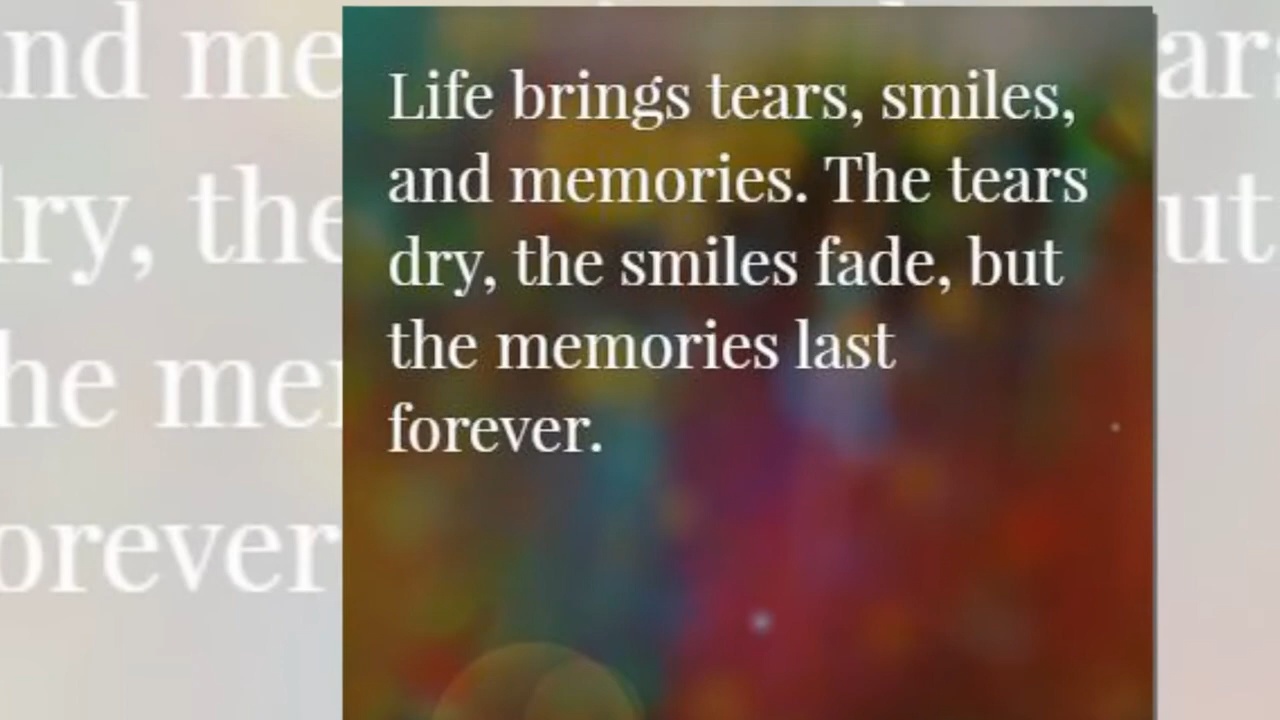 Life brings tears, smiles,
and memories. The tears
dry, the smiles fade, but
the memories last
forever.